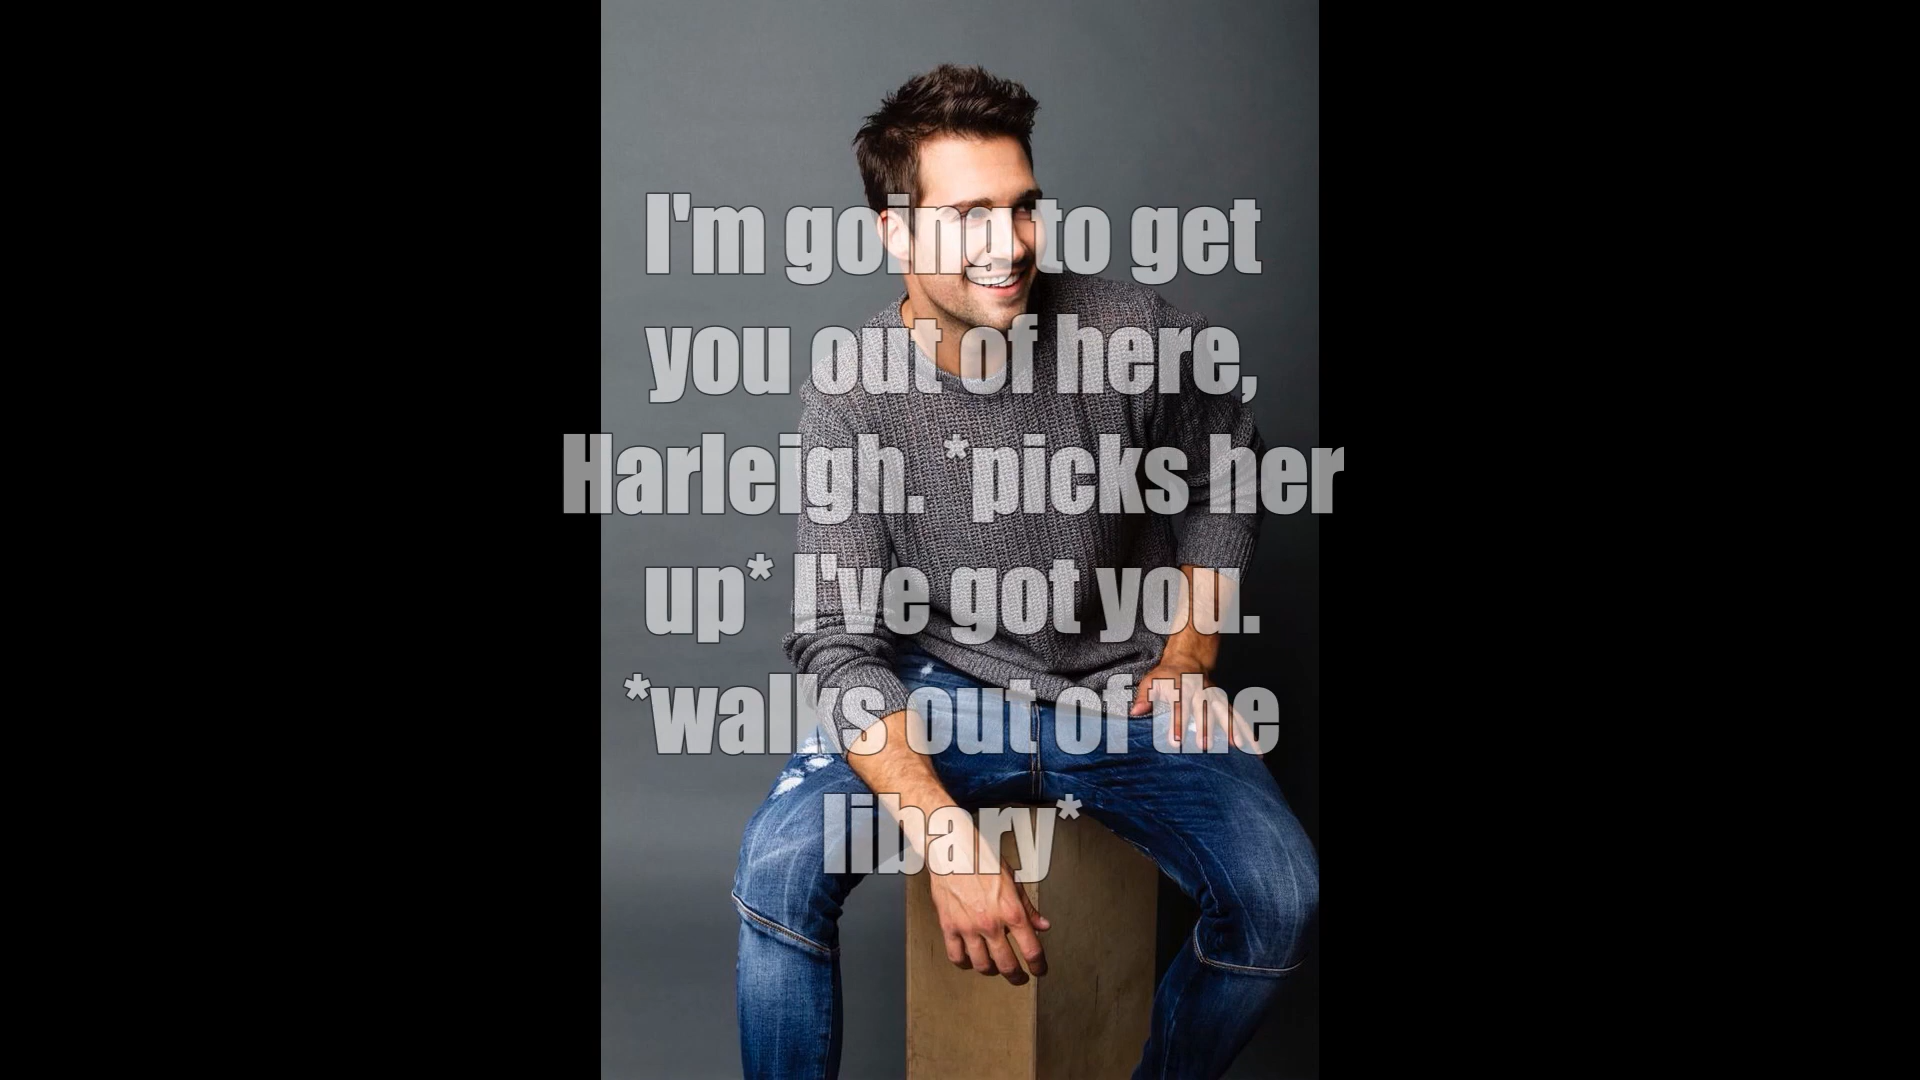 I'm going to get
you out of here,
Harleigh. *picks her
up* I've got you.
*walks out of the
libary*